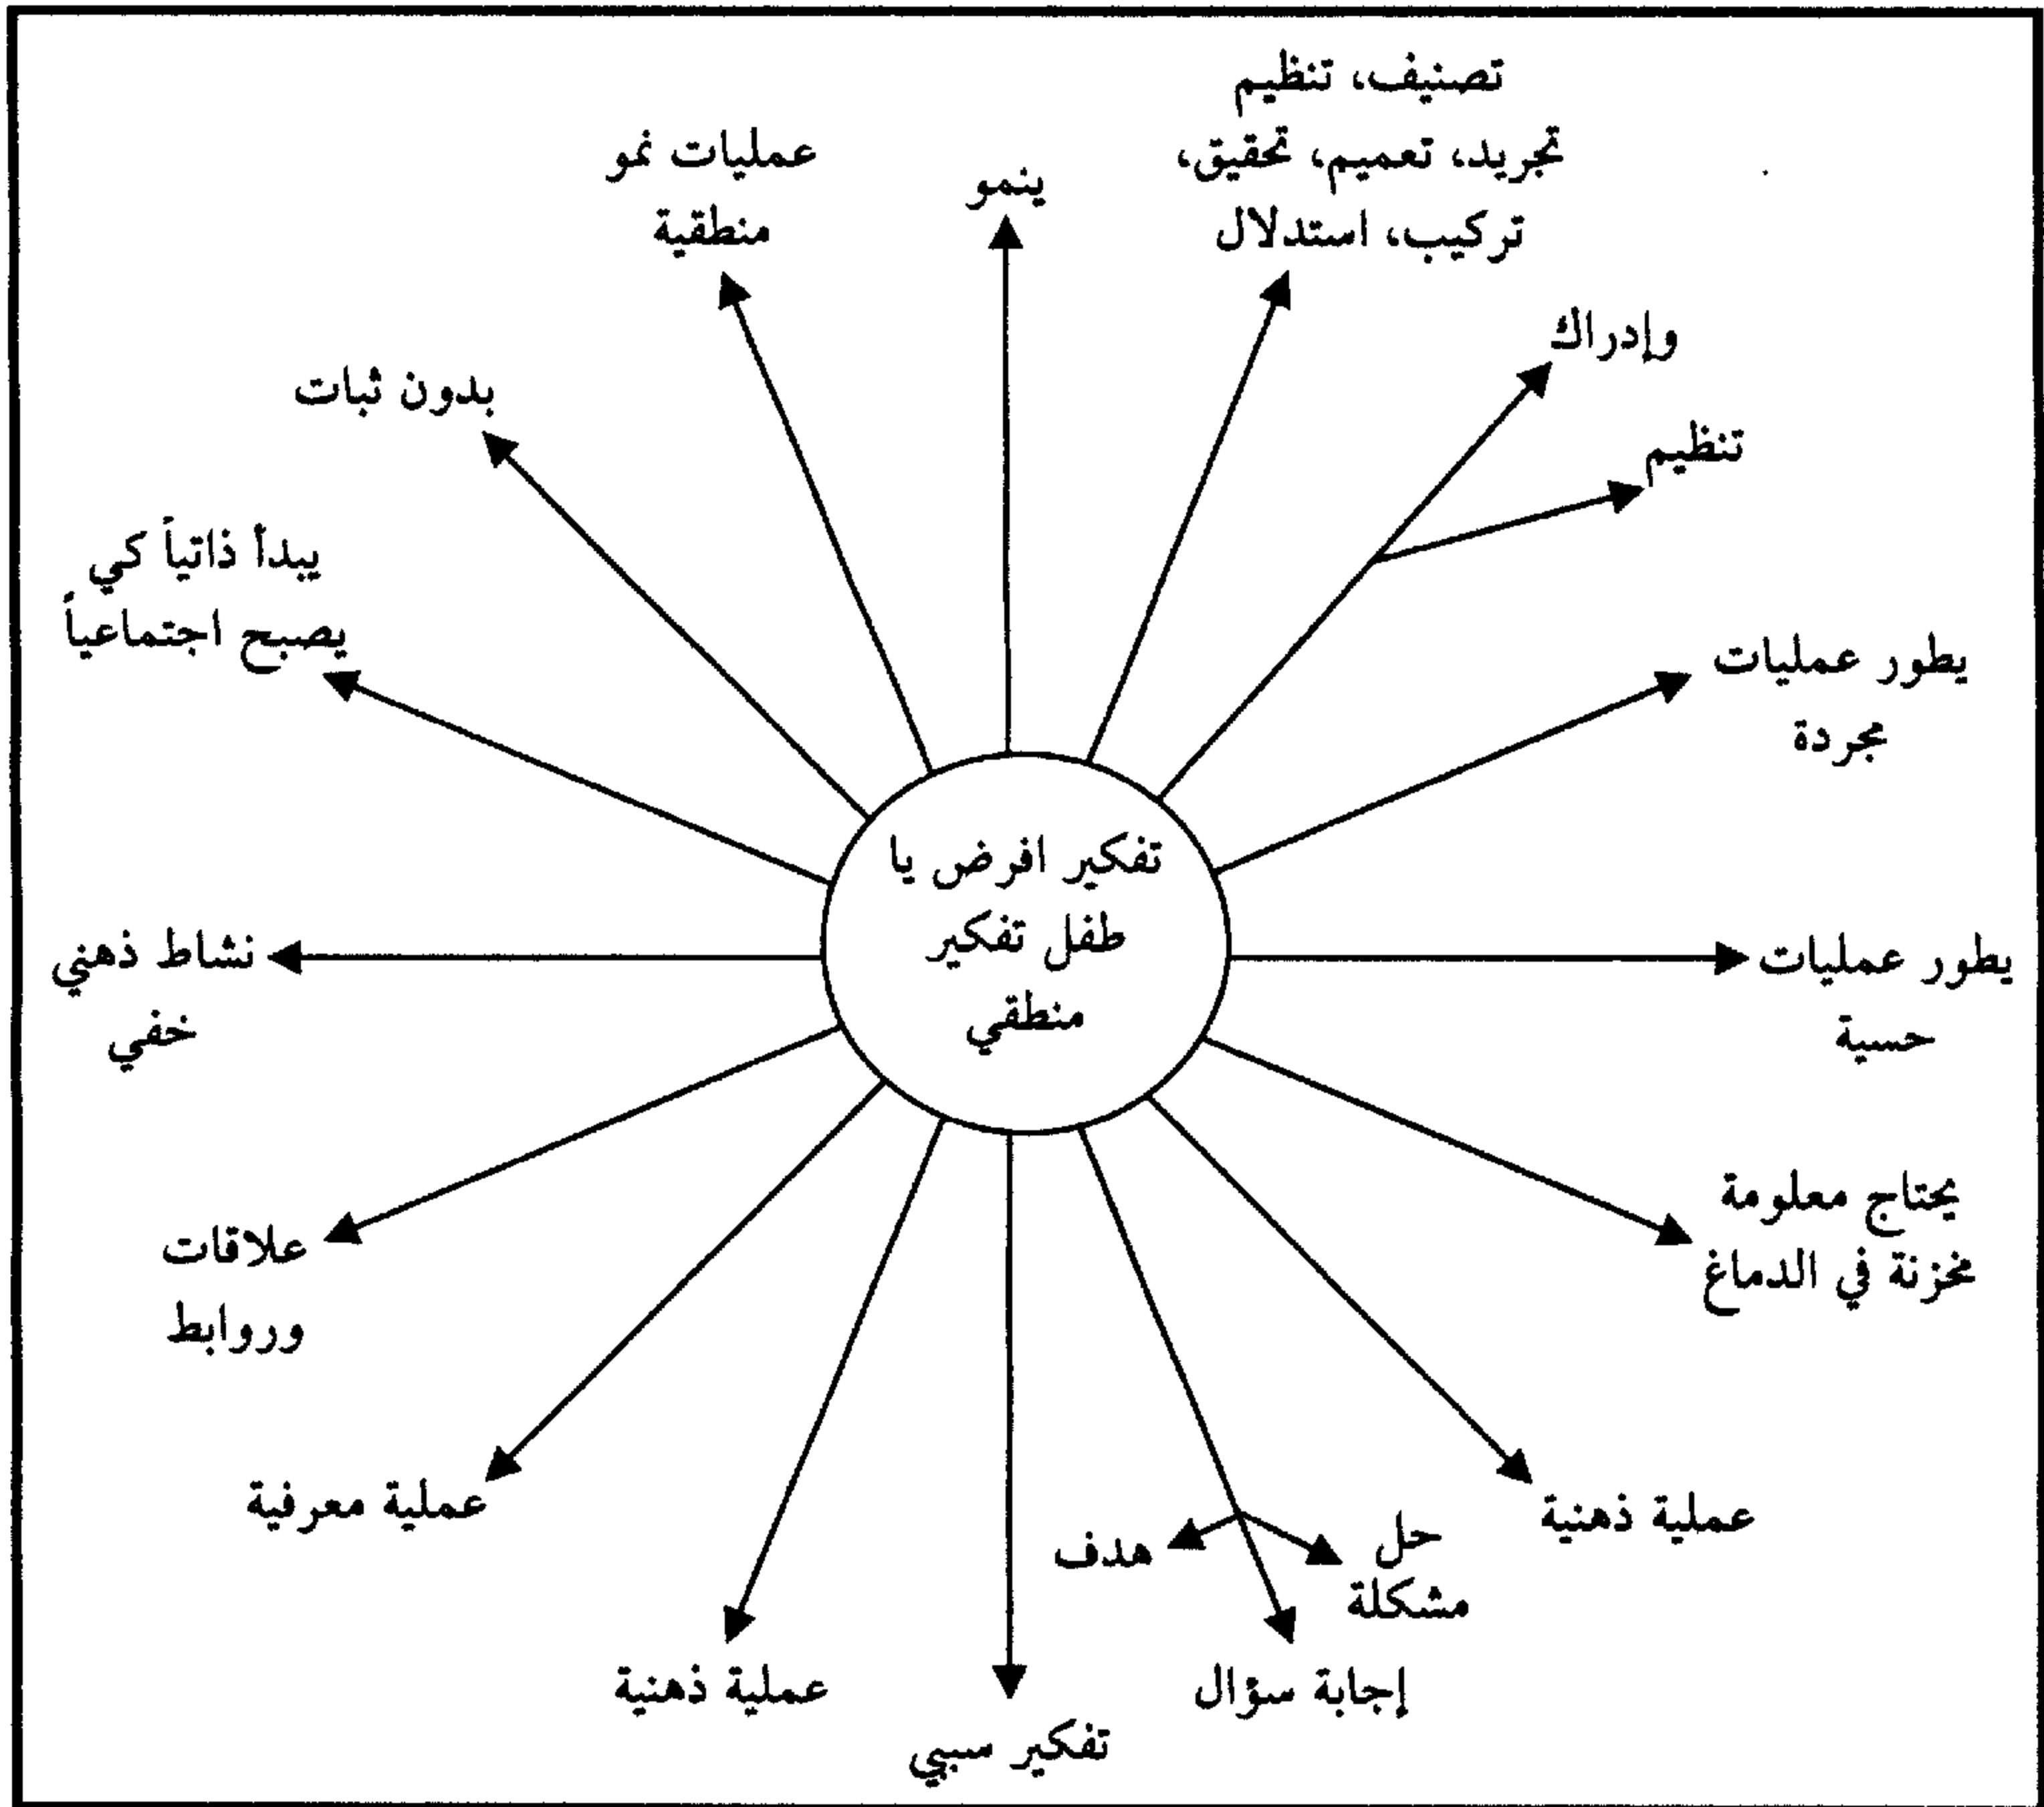 تصنيف، تنظيم
تجريد، تعميم، تحقيق،
تركيب، استدلال
ينمو
عمليات نمو
منطقية
وإدراك
بدون ثبات
تنظيم
يبدأ ذاتياً كي
يصبح اجتماعياً
يطور عمليات
مجردة
تفكير افرض يا
طفل تفكير
منطقي
يطور عمليات
حسية
نشاط ذهني
خفي
يحتاج معلومة
مخزنة في الدماغ
علاقات
وروابط
عملية ذهنية
عملية معرفية
حل
مشكلة
هدف
إجابة سؤال
عملية ذهنية
تفكير سببي